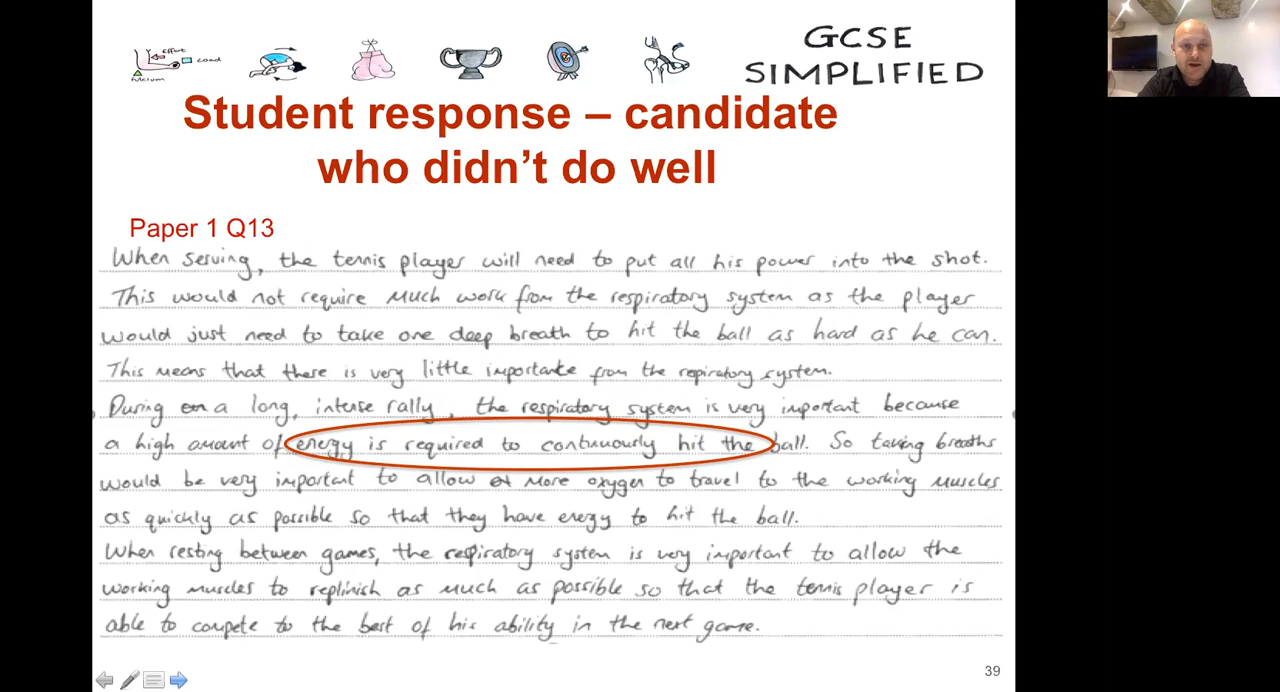 Effort
Load
fulcrum
GCSE
SIMPLIFIED
Student response – candidate
who didn't do well
Paper 1 Q13
When serving, the tennis player will need to put all his power into the shot.
This would not require much work from the respiratory system as the player
would just need to take one deep breath to hit the ball as hard as he can.
This means that there is very little importance from the repiratory system.
During a long, intense rally, the respiratory system is very important because
a high amount of energy is required to continuously hit the ball. So taking breaths
would be very important to allow more oxygen to travel to the working muscles
as quickly as possible so that they have energy to hit the ball.
When resting between games, the respiratory system is very important to allow the
working muscles to replinish as much as possible so that the tennis player is
able to compete to the best of his ability in the next game.
39